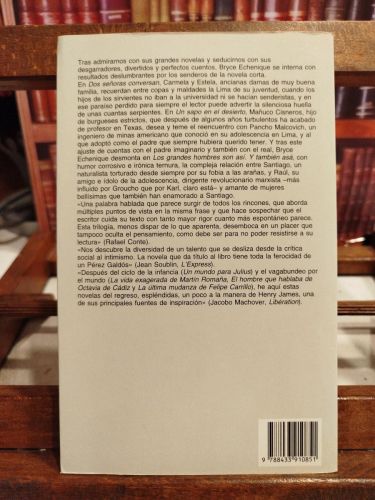 Tras admirarnos con sus grandes novelas y seducirnos con sus
desgarradores, divertidos y perfectos cuentos, Bryce Echenique se interna con
resultados deslumbrantes por los senderos de la novela corta.
En Dos señoras conversan, Carmela y Estela, ancianas damas de muy buena
familia, recuerdan entre copas y maldades la Lima de su juventud, cuando
los hijos de los sirvientes no iban a la universidad ni se hacían senderistas, y en
ese paraíso perdido para siempre el lector puede advertir la silenciosa huella
de unas cuantas serpientes. En Un sapo en el desierto, Mañuco Cisneros, hijo
de burgueses estrictos, que después de algunos años turbulentos ha acabado
de profesor en Texas, desea y teme el reencuentro con Pancho Malcovich, un
ingeniero de minas americano que conoció en su adolescencia en Lima, y al
que adoptó como el padre que siempre hubiera querido tener. Y tras este
ajuste de cuentas con el padre imaginario y también con el real, Bryce
Echenique desmonta en Los grandes hombres son así. Y también asá, con
humor corrosivo e irónica ternura, la compleja relación entre Santiago, un
naturalista torturado desde siempre por su fobia a las arañas, y Raúl, su
amigo e ídolo de la adolescencia, dirigente revolucionario marxista –más
influido por Groucho que por Karl, claro está– y amante de mujeres
bellísimas que también han enamorado a Santiago.
«Una palabra hablada que parece surgir de todos los rincones, que aborda
múltiples puntos de vista en la misma frase y que hace sospechar que el
escritor cuida su texto con tanto mayor rigor cuanto más espontáneo parece.
Esta trilogía, menos dispar de lo que aparenta, desemboca en un placer que
tampoco oculta el pensamiento, como debe ser para no poder resistirse a su
lectura» (Rafael Conte).
«Nos descubre la diversidad de un talento que se desliza desde la crítica
social al intimismo. La novela que da título al libro tiene toda la ferocidad de
un Pérez Galdós» (Jean Soublin, L'Express).
«Después del ciclo de la infancia (Un mundo para Julius) y el vagabundeo por
el mundo (La vida exagerada de Martín Romaña, El hombre que hablaba de
Octavia de Cádiz y La última mudanza de Felipe Carrillo), he aquí estas
novelas del regreso, espléndidas, un poco a la manera de Henry James, una
de sus principales fuentes de inspiración» (Jacobo Machover, Libération).
9 788433 910851